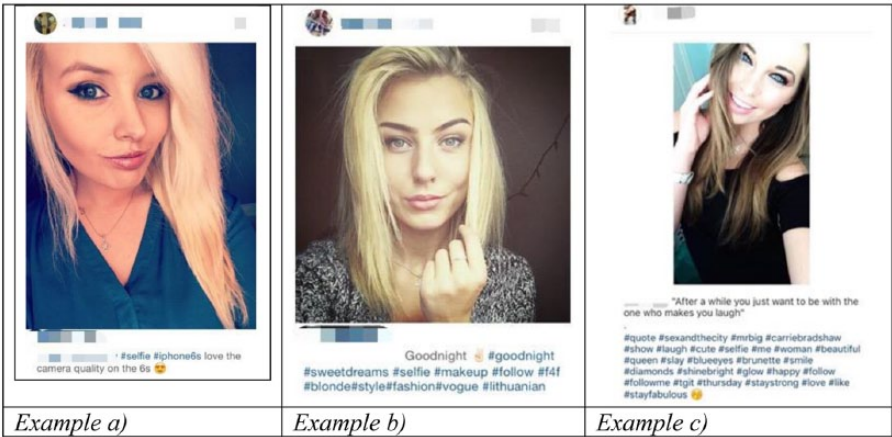 #selfie #iphone6s love the
camera quality on the 6s 😍
Example a)
Goodnight ✌🏻 #goodnight
#sweetdreams #selfie #makeup #follow #f4f
#blonde#style#fashion#vogue #lithuanian
Example b)
"After a while you just want to be with the
one who makes you laugh"
.
#quote #sexandthecity #mrbig #carriebradshaw
#show #laugh #cute #selfie #me #woman #beautiful
#queen #slay #blueeyes #brunette #smile
#diamonds #shinebright #glow #happy #follow
#followme #tgit #thursday #staystrong #love #like
#stayfabulous 😚
Example c)